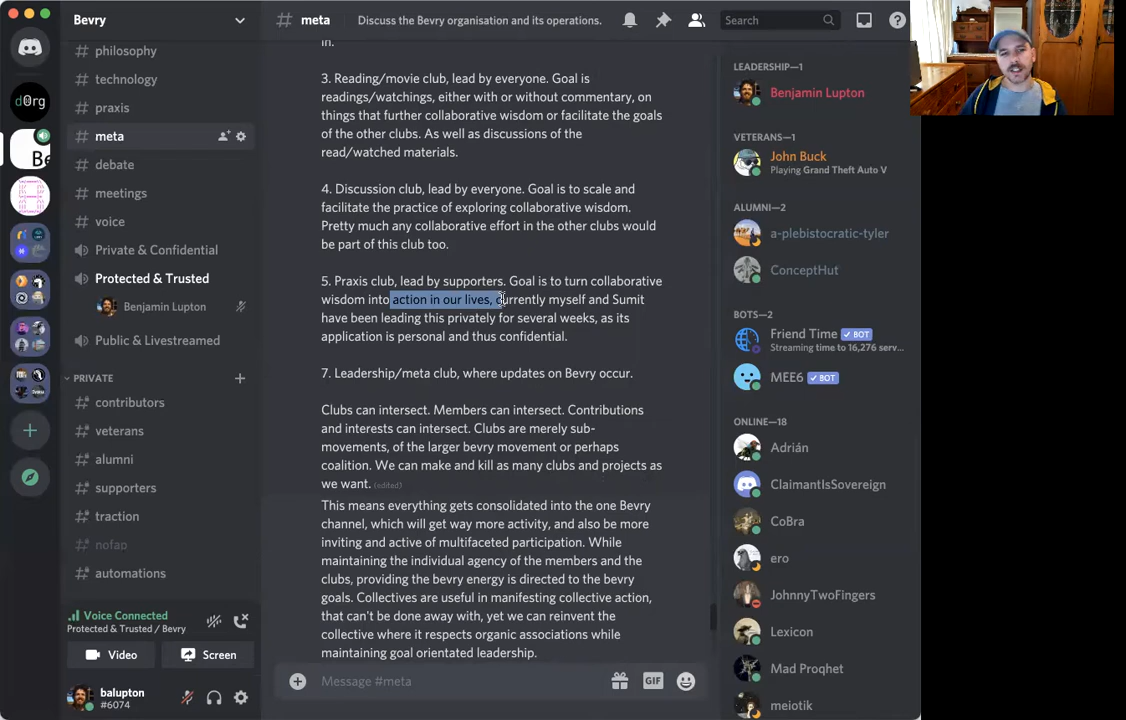 Bevry
# meta
Discuss the Bevry organisation and its operations.
Search
d0rg
Be
# philosophy
# technology
# praxis
# meta
# debate
# meetings
# voice
Private & Confidential
Protected & Trusted
Benjamin Lupton
Public & Livestreamed
PRIVATE
# contributors
# veterans
# alumni
# supporters
# traction
# nofap
# automations
Voice Connected
Protected & Trusted / Bevry
Video
Screen
balupton
#6074
in.
3. Reading/movie club, lead by everyone. Goal is
readings/watchings, either with or without commentary, on
things that further collaborative wisdom or facilitate the goals
of the other clubs. As well as discussions of the
read/watched materials.
4. Discussion club, lead by everyone. Goal is to scale and
facilitate the practice of exploring collaborative wisdom.
Pretty much any collaborative effort in the other clubs would
be part of this club too.
5. Praxis club, lead by supporters. Goal is to turn collaborative
wisdom into action in our lives, currently myself and Sumit
have been leading this privately for several weeks, as its
application is personal and thus confidential.
7. Leadership/meta club, where updates on Bevry occur.
Clubs can intersect. Members can intersect. Contributions
and interests can intersect. Clubs are merely sub-
movements, of the larger bevry movement or perhaps
coalition. We can make and kill as many clubs and projects as
we want. (edited)
This means everything gets consolidated into the one Bevry
channel, which will get way more activity, and also be more
inviting and active of multifaceted participation. While
maintaining the individual agency of the members and the
clubs, providing the bevry energy is directed to the bevry
goals. Collectives are useful in manifesting collective action,
that can't be done away with, yet we can reinvent the
collective where it respects organic associations while
maintaining goal orientated leadership.
Message #meta
GIF
LEADERSHIP—1
Benjamin Lupton
VETERANS—1
John Buck
Playing Grand Theft Auto V
ALUMNI—2
a-plebistocratic-tyler
ConceptHut
BOTS—2
Friend Time BOT
Streaming time to 16,276 serv...
MEE6 BOT
ONLINE—18
Adrián
ClaimantIsSovereign
CoBra
ero
JohnnyTwoFingers
Lexicon
Mad Proqhet
meiotik